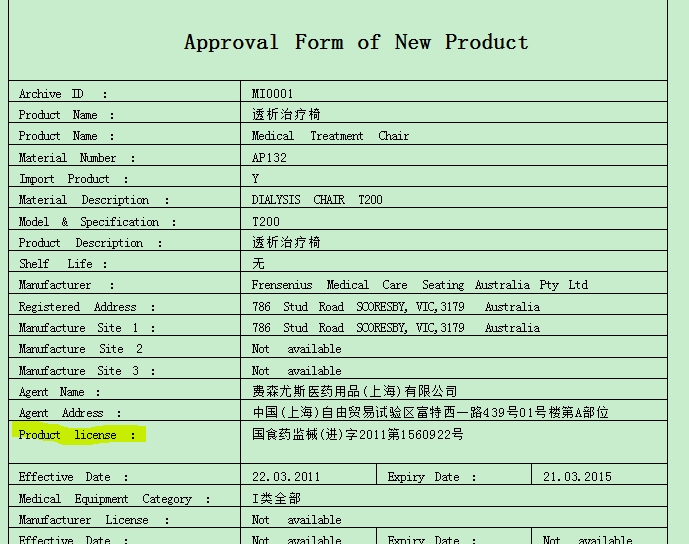 Approval Form of New Product
Archive ID : MI0001
Product Name : 透析治疗椅
Product Name : Medical Treatment Chair
Material Number : AP132
Import Product : Y
Material Description : DIALYSIS CHAIR T200
Model & Specification : T200
Product Description : 透析治疗椅
Shelf Life : 无
Manufacturer : Frensenius Medical Care Seating Australia Pty Ltd
Registered Address : 786 Stud Road SCORESBY, VIC,3179 Australia
Manufacture Site 1 : 786 Stud Road SCORESBY, VIC,3179 Australia
Manufacture Site 2 Not available
Manufacture Site 3 : Not available
Agent Name : 费森尤斯医药用品(上海)有限公司
Agent Address : 中国(上海)自由贸易试验区富特西一路439号01号楼第A部位
Product license : 国食药监械(进)字2011第1560922号
Effective Date : 22.03.2011 Expiry Date : 21.03.2015
Medical Equipment Category : I类全部
Manufacturer License : Not available
Effective Date : Not available Expiry Date : Not available